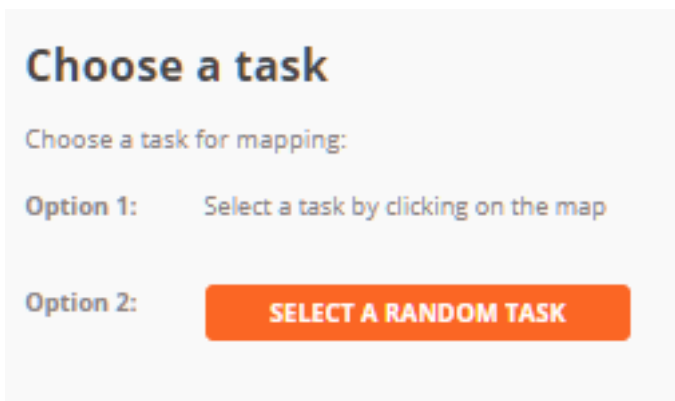 Choose a task
Choose a task for mapping:
Option 1: Select a task by clicking on the map
Option 2: SELECT A RANDOM TASK